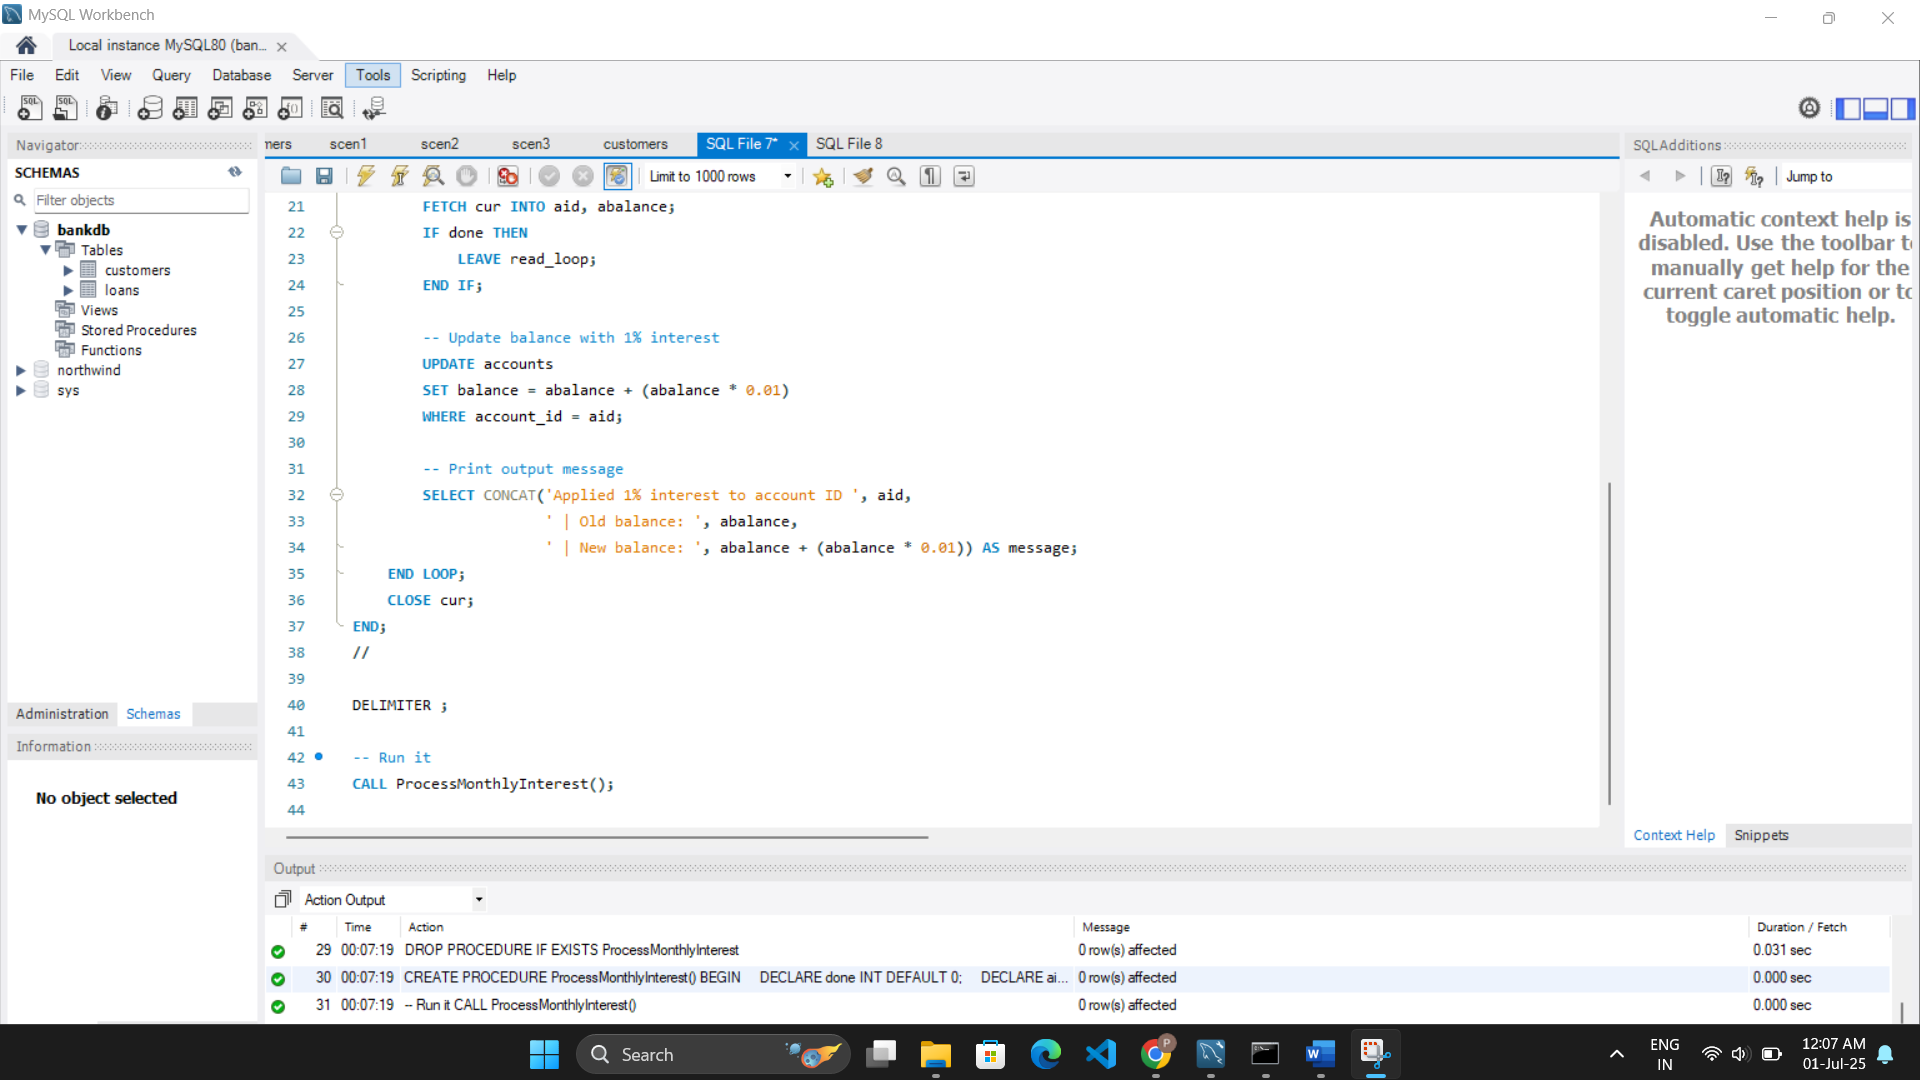 MySQL Workbench
Local instance MySQL80 (ban...
File Edit View Query Database Server Tools Scripting Help
Navigator
SCHEMAS
Filter objects
bankdb
Tables
customers
loans
Views
Stored Procedures
Functions
northwind
sys
Administration Schemas
Information
No object selected
mers scen1 scen2 scen3 customers SQL File 7* SQL File 8
Limit to 1000 rows
21 FETCH cur INTO aid, abalance;
22 IF done THEN
23 LEAVE read_loop;
24 END IF;
25
26 -- Update balance with 1% interest
27 UPDATE accounts
28 SET balance = abalance + (abalance * 0.01)
29 WHERE account_id = aid;
30
31 -- Print output message
32 SELECT CONCAT('Applied 1% interest to account ID ', aid,
33 ' | Old balance: ', abalance,
34 ' | New balance: ', abalance + (abalance * 0.01)) AS message;
35 END LOOP;
36 CLOSE cur;
37 END;
38 //
39
40 DELIMITER ;
41
42 -- Run it
43 CALL ProcessMonthlyInterest();
44
SQLAdditions
Jump to
Automatic context help is
disabled. Use the toolbar to
manually get help for the
current caret position or to
toggle automatic help.
Context Help Snippets
Output
Action Output
# Time Action Message Duration / Fetch
29 00:07:19 DROP PROCEDURE IF EXISTS ProcessMonthlyInterest 0 row(s) affected 0.031 sec
30 00:07:19 CREATE PROCEDURE ProcessMonthlyInterest() BEGIN DECLARE done INT DEFAULT 0; DECLARE ai... 0 row(s) affected 0.000 sec
31 00:07:19 -- Run it CALL ProcessMonthlyInterest() 0 row(s) affected 0.000 sec
Search
ENG
IN
12:07 AM
01-Jul-25